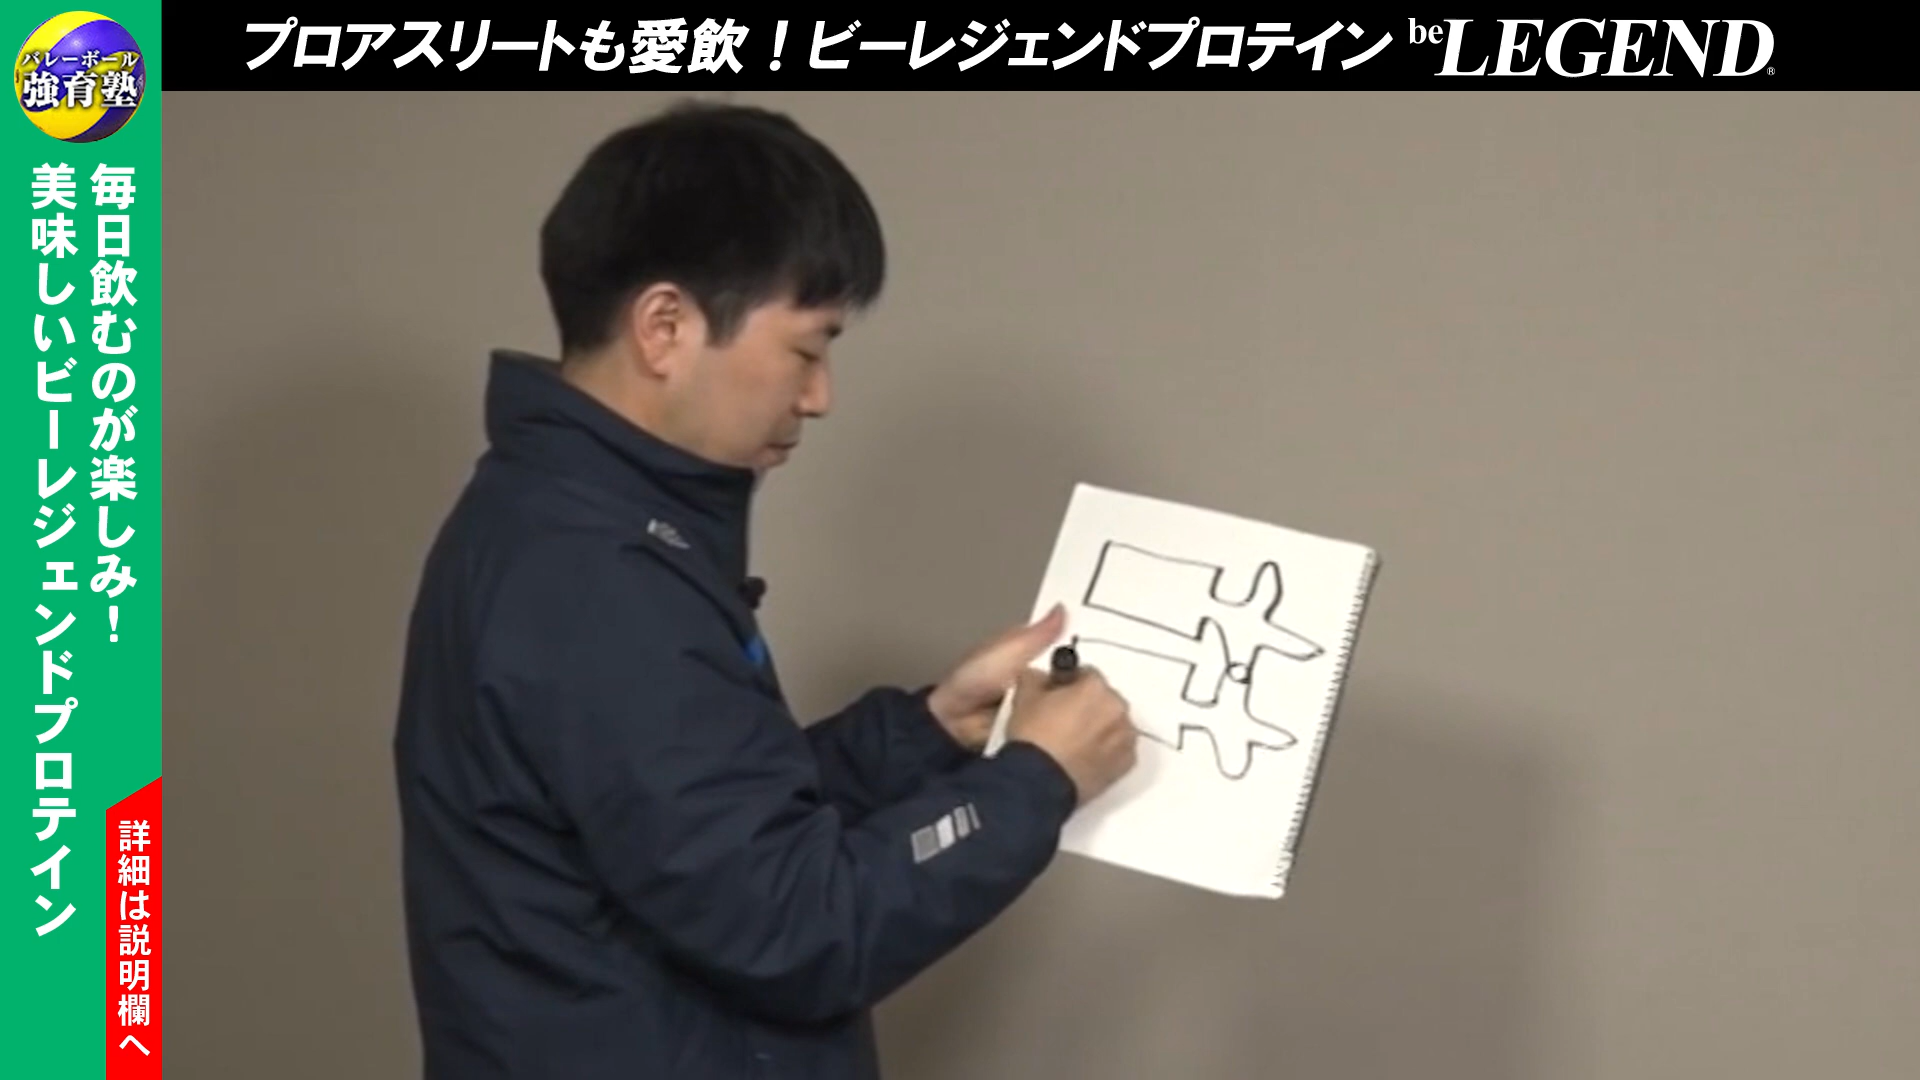 バレーボール
強育塾
プロアスリートも愛飲！ビーレジェンドプロテイン be LEGEND®
毎日飲むのが楽しみ！
美味しいビーレジェンドプロテイン
詳細は説明欄へ